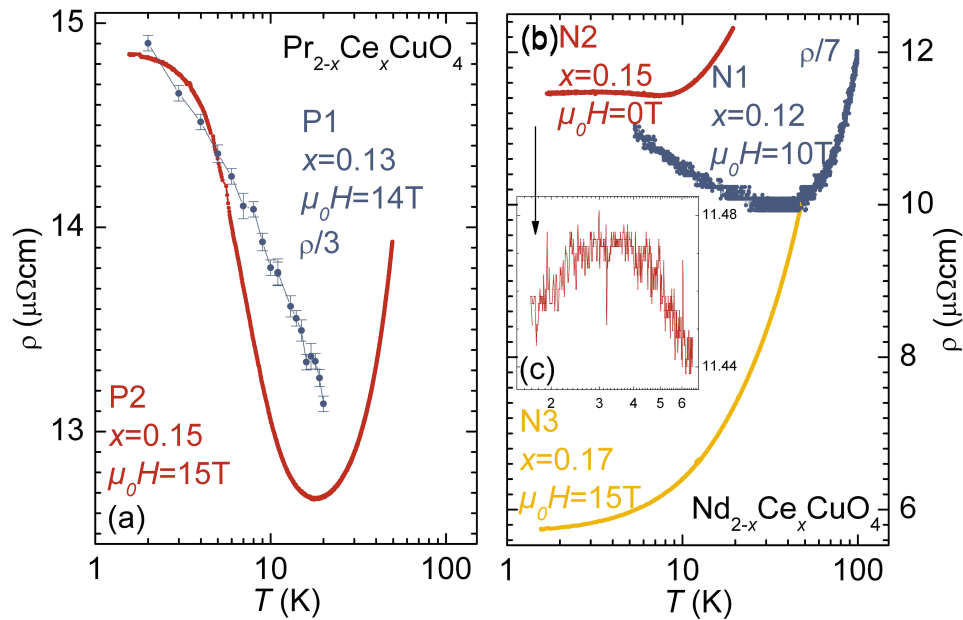 15
14
13
ρ (μΩcm)
Pr2-xCexCuO4
P1
x=0.13
μ0H=14T
ρ/3
P2
x=0.15
μ0H=15T
(a)
1
10
100
T (K)
(b)
N2
x=0.15
μ0H=0T
N1
x=0.12
μ0H=10T
ρ/7
11.48
11.44
(c)
2
3
4
5
6
N3
x=0.17
μ0H=15T
Nd2-xCexCuO4
12
10
8
6
ρ (μΩcm)
1
10
100
T (K)